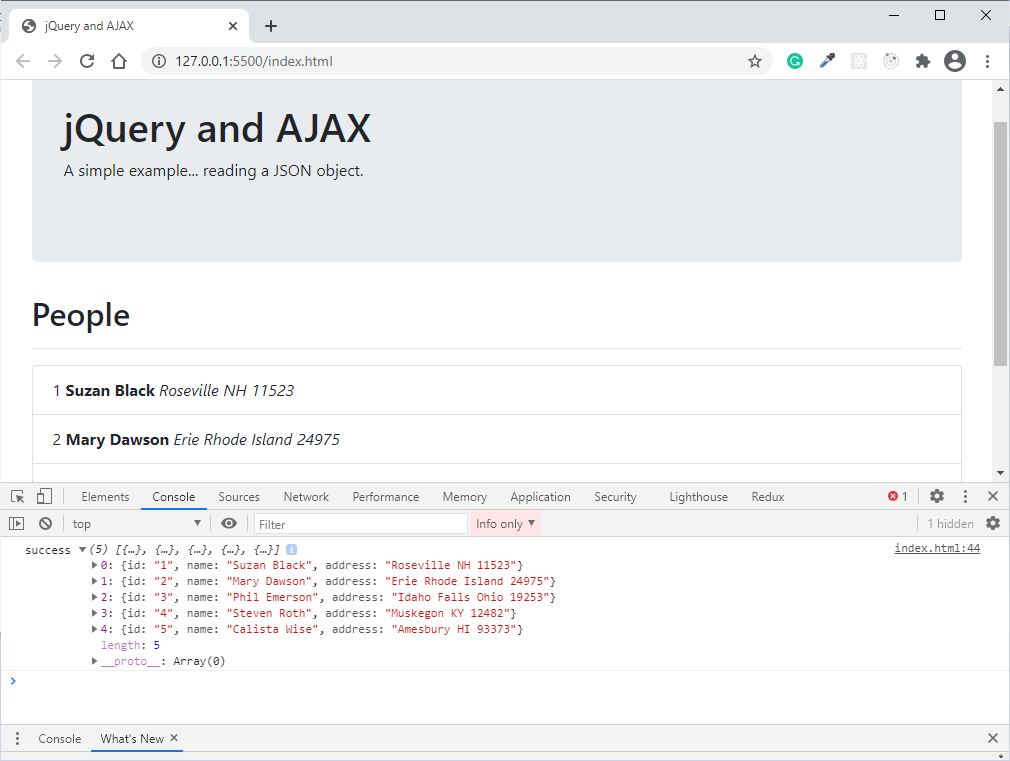 jQuery and AJAX
127.0.0.1:5500/index.html
jQuery and AJAX
A simple example... reading a JSON object.
People
1 Suzan Black Roseville NH 11523
2 Mary Dawson Erie Rhode Island 24975
Elements Console Sources Network Performance Memory Application Security Lighthouse Redux 1
top Filter Info only 1 hidden
success (5) [{…}, {…}, {…}, {…}, {…}] index.html:44
0: {id: "1", name: "Suzan Black", address: "Roseville NH 11523"}
1: {id: "2", name: "Mary Dawson", address: "Erie Rhode Island 24975"}
2: {id: "3", name: "Phil Emerson", address: "Idaho Falls Ohio 19253"}
3: {id: "4", name: "Steven Roth", address: "Muskegon KY 12482"}
4: {id: "5", name: "Calista Wise", address: "Amesbury HI 93373"}
length: 5
__proto__: Array(0)
Console What's New